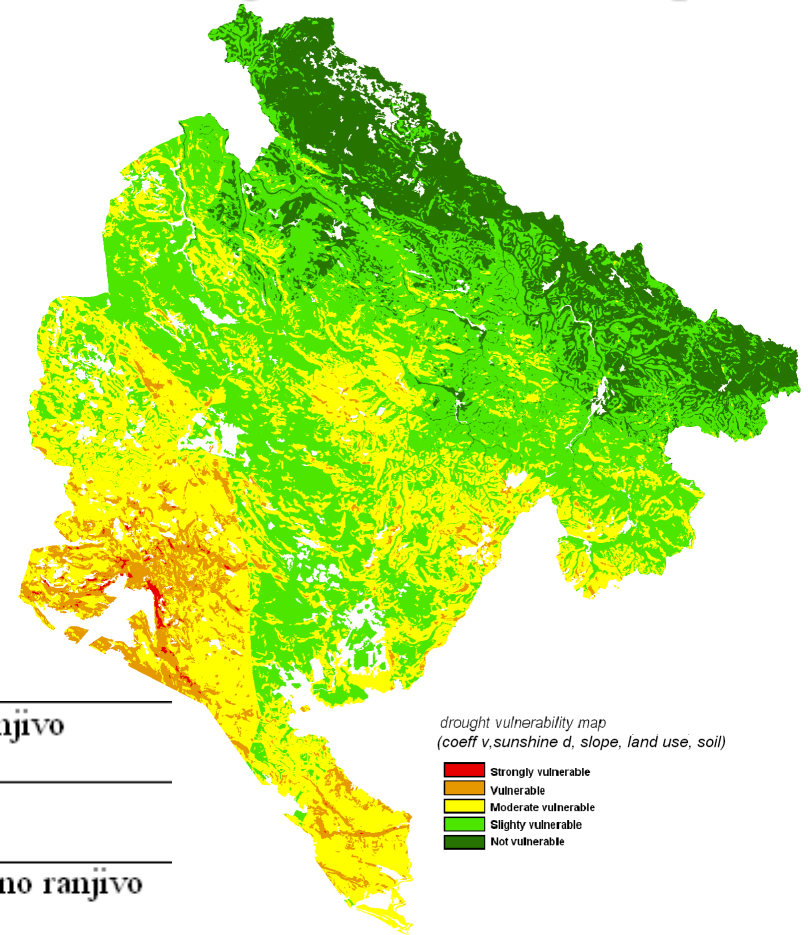 njivo
no ranjivo
drought vulnerability map
(coeff v,sunshine d, slope, land use, soil)
Strongly vulnerable
Vulnerable
Moderate vulnerable
Slighty vulnerable
Not vulnerable